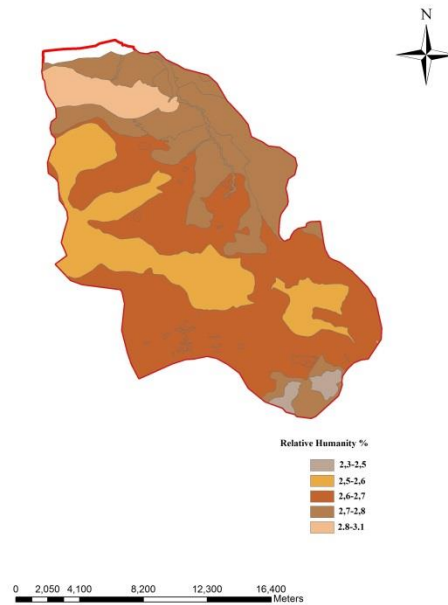 N
Relative Humanity %
2,3-2,5
2,5-2,6
2,6-2,7
2,7-2,8
2.8-3.1
0 2,050 4,100 8,200 12,300 16,400
Meters